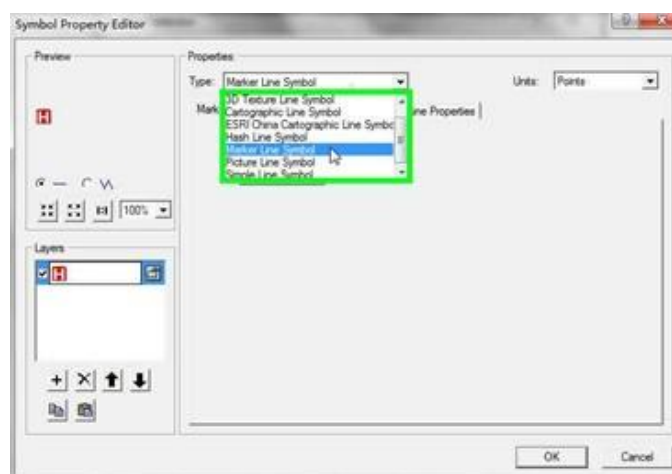 Symbol Property Editor
Preview
Properties
Type: Marker Line Symbol
Units: Points
3D Texture Line Symbol
Cartographic Line Symbol
ESRI China Cartographic Line Symbo
Hash Line Symbol
Marker Line Symbol
Picture Line Symbol
Simple Line Symbol
Mark
ne Properties
H
100%
Layers
H
OK
Cancel